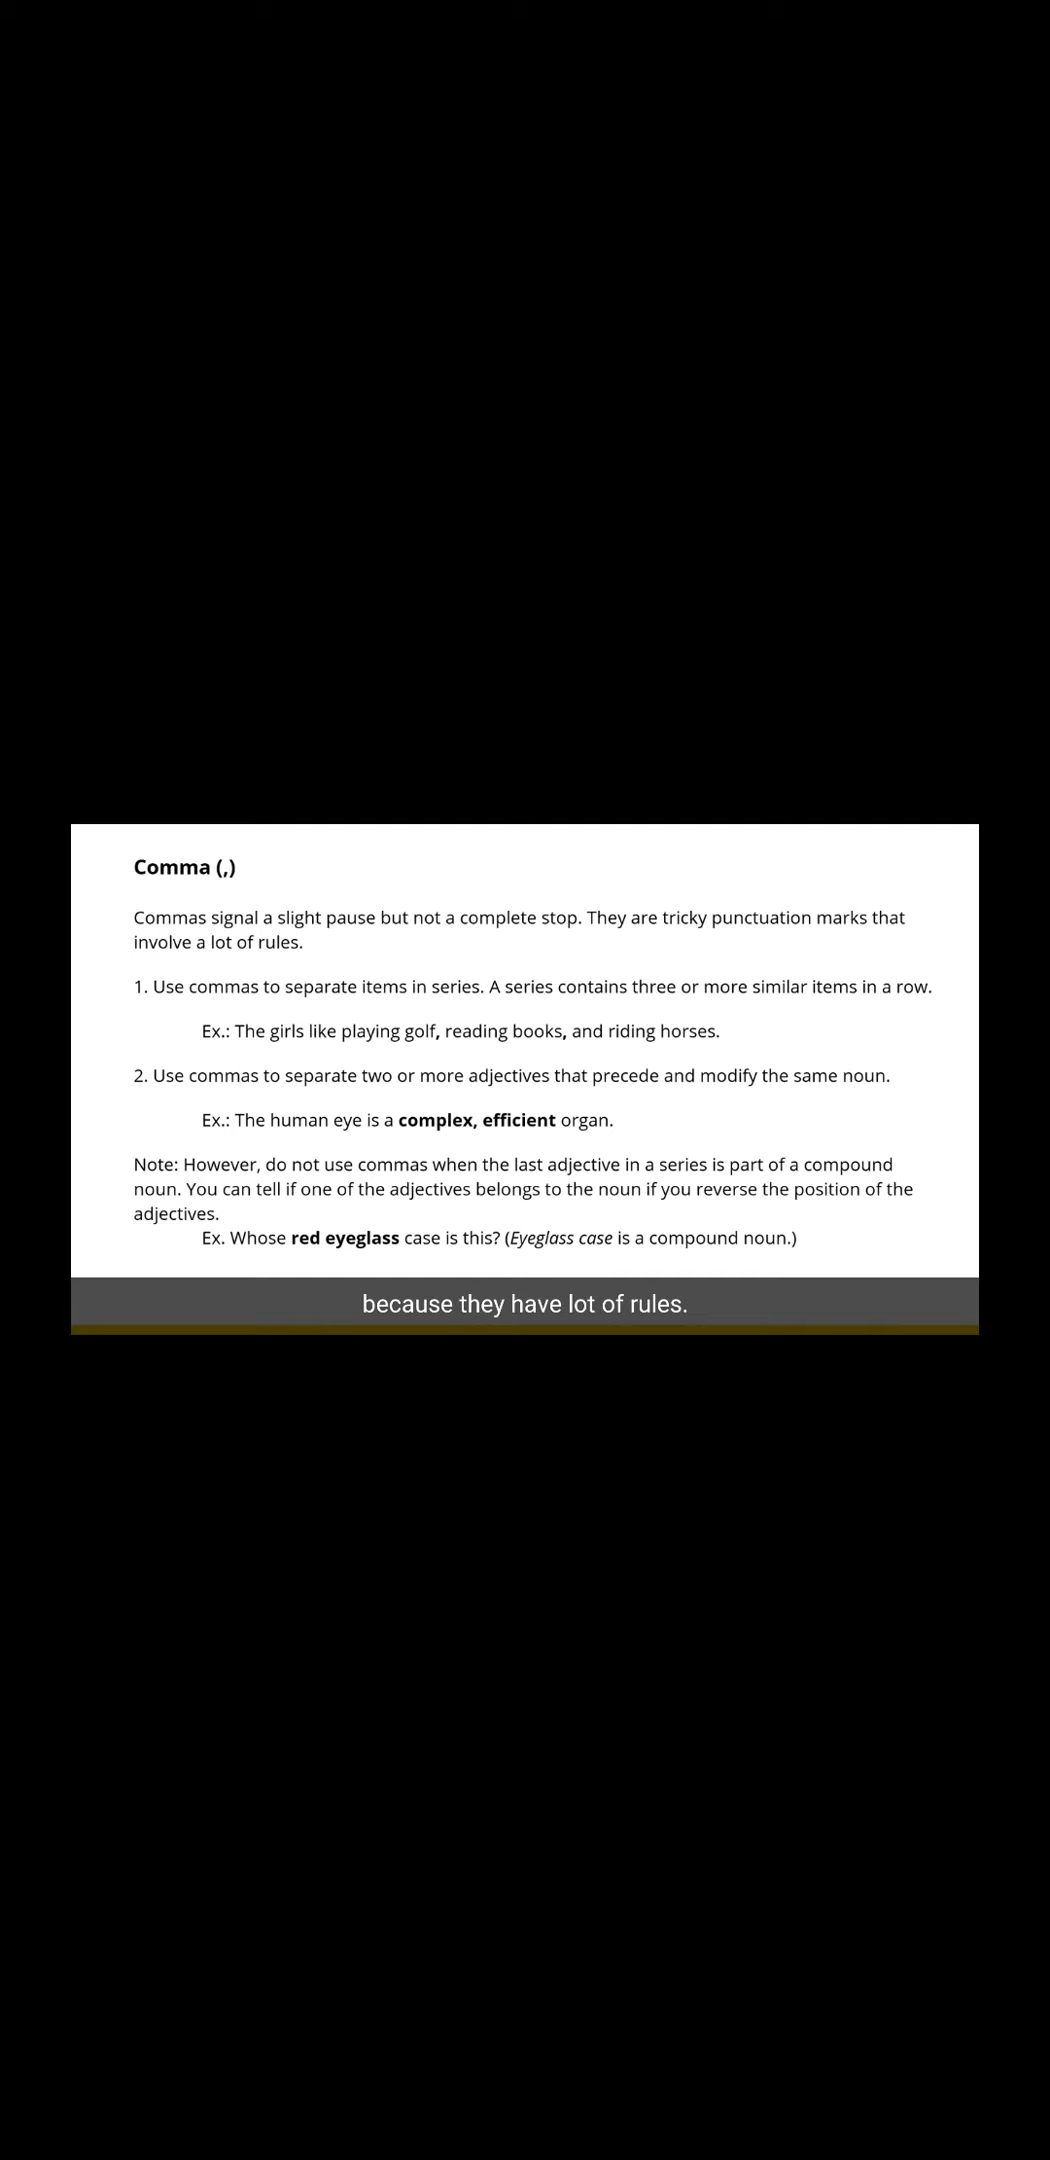 Comma (,)
Commas signal a slight pause but not a complete stop. They are tricky punctuation marks that
involve a lot of rules.
1. Use commas to separate items in series. A series contains three or more similar items in a row.
Ex.: The girls like playing golf, reading books, and riding horses.
2. Use commas to separate two or more adjectives that precede and modify the same noun.
Ex.: The human eye is a complex, efficient organ.
Note: However, do not use commas when the last adjective in a series is part of a compound
noun. You can tell if one of the adjectives belongs to the noun if you reverse the position of the
adjectives.
Ex. Whose red eyeglass case is this? (Eyeglass case is a compound noun.)
because they have lot of rules.